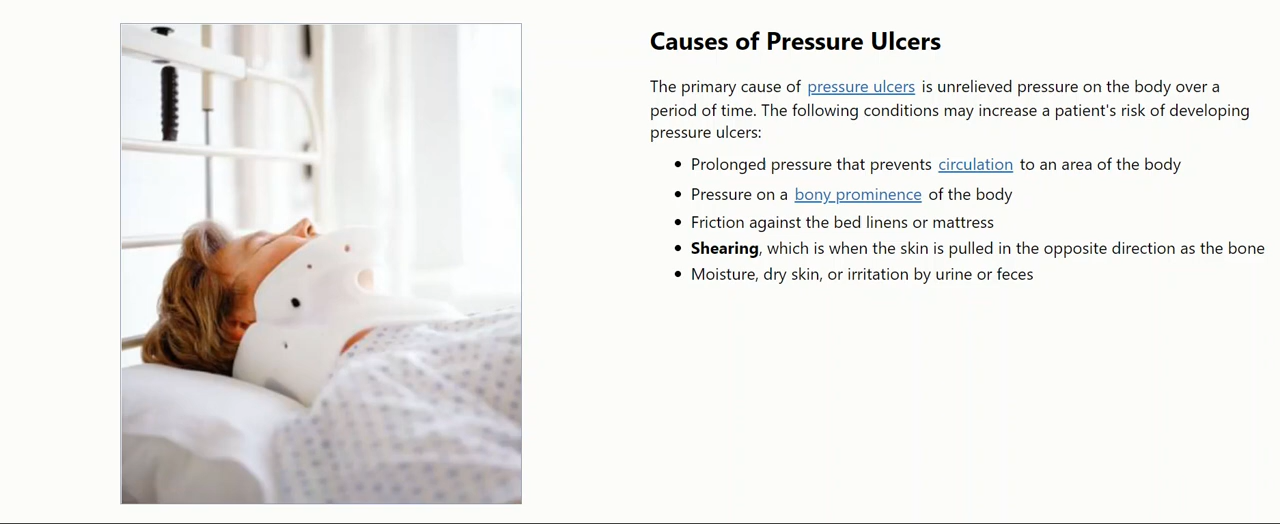 Causes of Pressure Ulcers
The primary cause of pressure ulcers is unrelieved pressure on the body over a
period of time. The following conditions may increase a patient's risk of developing
pressure ulcers:
• Prolonged pressure that prevents circulation to an area of the body
• Pressure on a bony prominence of the body
• Friction against the bed linens or mattress
• Shearing, which is when the skin is pulled in the opposite direction as the bone
• Moisture, dry skin, or irritation by urine or feces